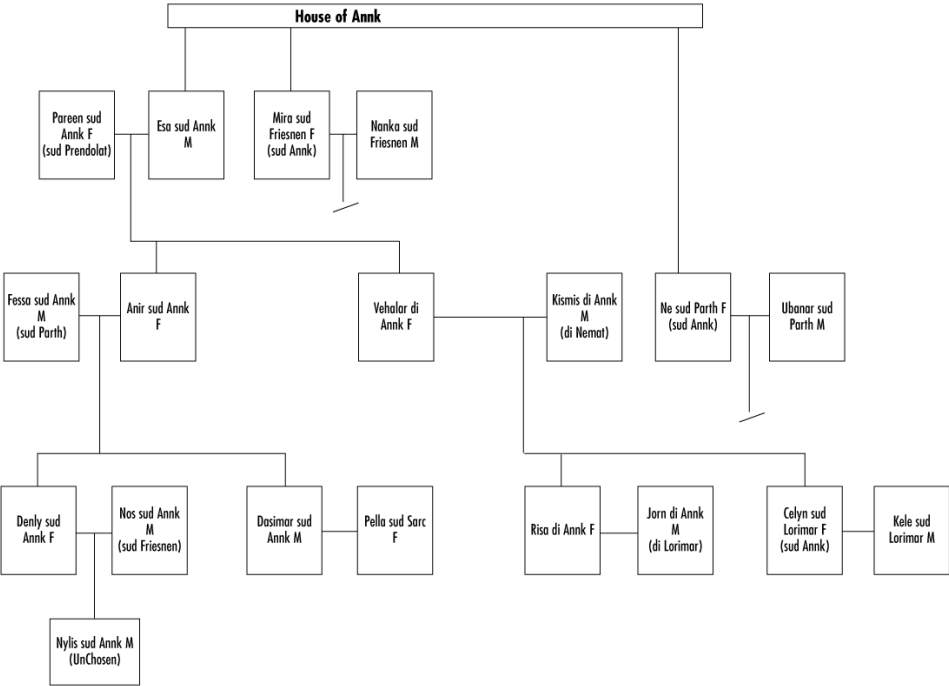 House of Annk
Pareen sud
Annk F
(sud Prendolat)
Esa sud Annk
M
Mira sud
Friesnen F
(sud Annk)
Nanka sud
Friesnen M
Fessa sud Annk
M
(sud Parth)
Anir sud Annk
F
Vehalar di
Annk F
Kismis di Annk
M
(di Nemat)
Ne sud Parth F
(sud Annk)
Ubanar sud
Parth M
Denly sud
Annk F
Nos sud Annk
M
(sud Friesnen)
Dasimar sud
Annk M
Pella sud Sarc
F
Risa di Annk F
Jorn di Annk
M
(di Lorimar)
Celyn sud
Lorimar F
(sud Annk)
Kele sud
Lorimar M
Nylis sud Annk M
(UnChosen)